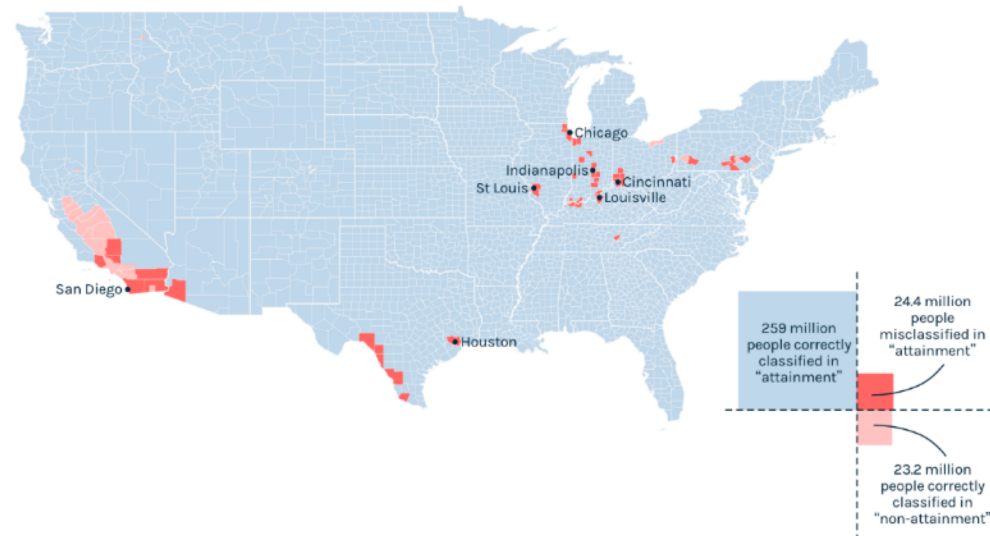 Chicago
Indianapolis
Cincinnati
St Louis
Louisville
San Diego
Houston
259 million
people correctly
classified in
“attainment”
24.4 million
people
misclassified in
“attainment”
23.2 million
people correctly
classified in
“non-attainment”